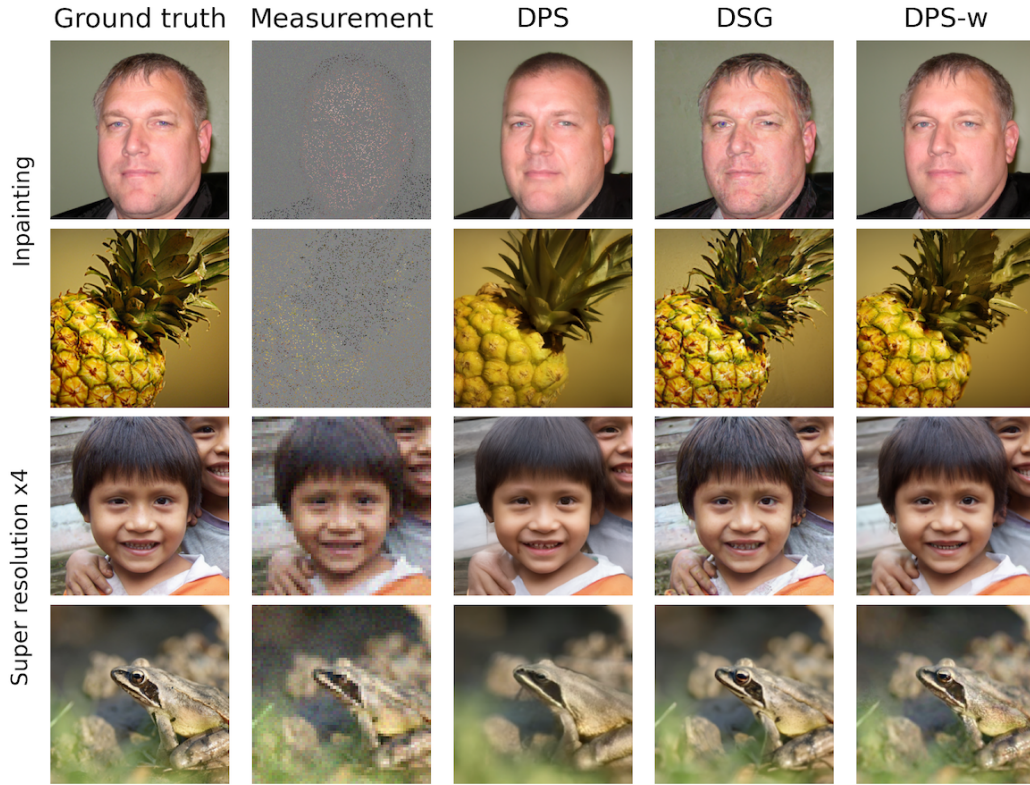 Ground truth
Measurement
DPS
DSG
DPS-w
Inpainting
Super resolution x4